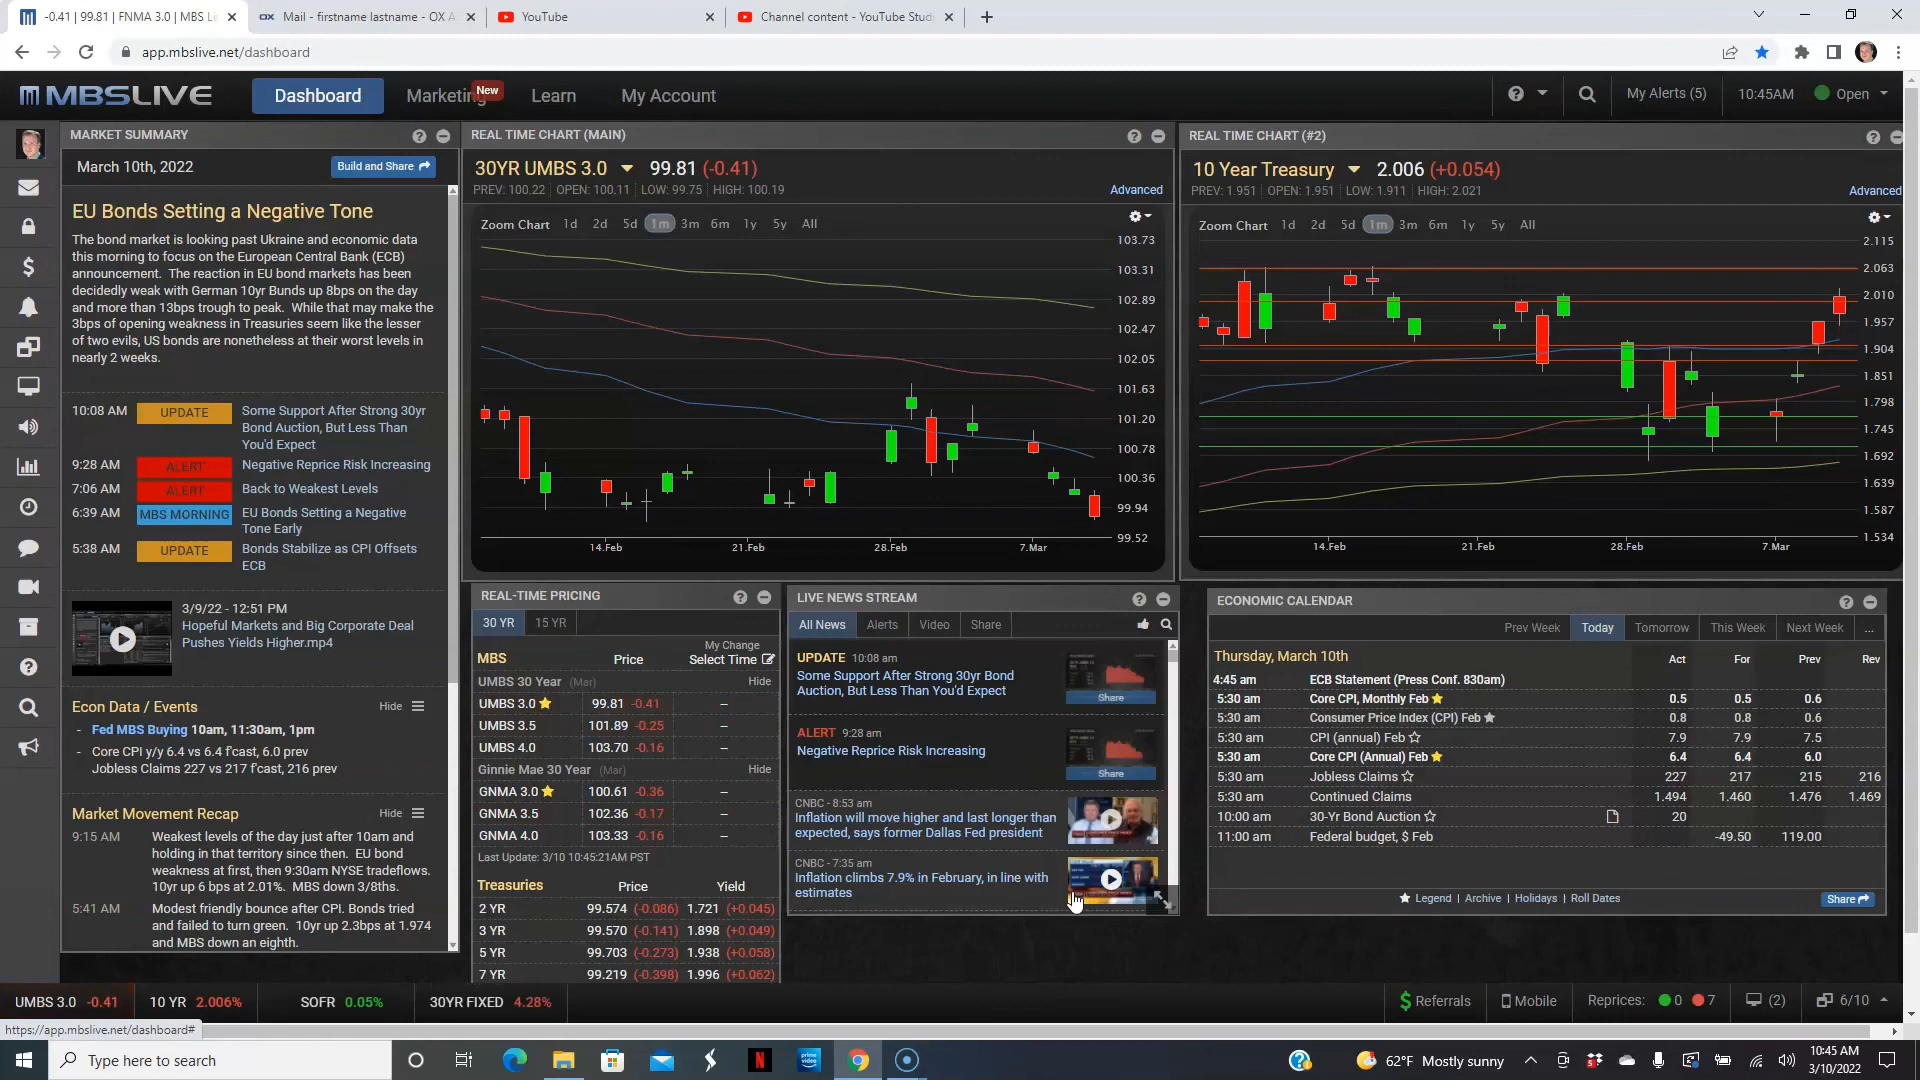 -0.41 | 99.81 | FNMA 3.0 | MBS Li
Mail - firstname lastname - OX A
YouTube
Channel content - YouTube Stud
app.mbslive.net/dashboard
MBSLIVE
Dashboard
Marketing
New
Learn
My Account
My Alerts (5)
10:45AM
Open
MARKET SUMMARY
March 10th, 2022
Build and Share
EU Bonds Setting a Negative Tone
The bond market is looking past Ukraine and economic data
this morning to focus on the European Central Bank (ECB)
announcement. The reaction in EU bond markets has been
decidedly weak with German 10yr Bunds up 8bps on the day
and more than 13bps trough to peak. While that may make the
3bps of opening weakness in Treasuries seem like the lesser
of two evils, US bonds are nonetheless at their worst levels in
nearly 2 weeks.
10:08 AM UPDATE Some Support After Strong 30yr
Bond Auction, But Less Than
You'd Expect
9:28 AM ALERT Negative Reprice Risk Increasing
7:06 AM ALERT Back to Weakest Levels
6:39 AM MBS MORNING EU Bonds Setting a Negative
Tone Early
5:38 AM UPDATE Bonds Stabilize as CPI Offsets
ECB
3/9/22 - 12:51 PM
Hopeful Markets and Big Corporate Deal
Pushes Yields Higher.mp4
Econ Data / Events Hide
- Fed MBS Buying 10am, 11:30am, 1pm
- Core CPI y/y 6.4 vs 6.4 f'cast, 6.0 prev
Jobless Claims 227 vs 217 f'cast, 216 prev
Market Movement Recap Hide
9:15 AM Weakest levels of the day just after 10am and
holding in that territory since then. EU bond
weakness at first, then 9:30am NYSE tradeflows.
10yr up 6 bps at 2.01%. MBS down 3/8ths.
5:41 AM Modest friendly bounce after CPI. Bonds tried
and failed to turn green. 10yr up 2.3bps at 1.974
and MBS down an eighth.
REAL TIME CHART (MAIN)
30YR UMBS 3.0 99.81 (-0.41)
PREV: 100.22 | OPEN: 100.11 | LOW: 99.75 | HIGH: 100.19
Advanced
Zoom Chart 1d 2d 5d 1m 3m 6m 1y 5y All
103.73
103.31
102.89
102.47
102.05
101.63
101.20
100.78
100.36
99.94
99.52
14.Feb 21.Feb 28.Feb 7.Mar
REAL TIME CHART (#2)
10 Year Treasury 2.006 (+0.054)
PREV: 1.951 | OPEN: 1.951 | LOW: 1.911 | HIGH: 2.021
Advanced
Zoom Chart 1d 2d 5d 1m 3m 6m 1y 5y All
2.115
2.063
2.010
1.957
1.904
1.851
1.798
1.745
1.692
1.639
1.587
1.534
14.Feb 21.Feb 28.Feb 7.Mar
REAL-TIME PRICING
30 YR 15 YR
My Change
MBS Price Select Time
UMBS 30 Year (Mar) Hide
UMBS 3.0 99.81 -0.41 --
UMBS 3.5 101.89 -0.25 --
UMBS 4.0 103.70 -0.16 --
Ginnie Mae 30 Year (Mar) Hide
GNMA 3.0 100.61 -0.36 --
GNMA 3.5 102.36 -0.17 --
GNMA 4.0 103.33 -0.16 --
Last Update: 3/10 10:45:21AM PST
Treasuries Price Yield
2 YR 99.574 (-0.086) 1.721 (+0.045)
3 YR 99.570 (-0.141) 1.898 (+0.049)
5 YR 99.703 (-0.273) 1.938 (+0.058)
7 YR 99.219 (-0.398) 1.996 (+0.062)
LIVE NEWS STREAM
All News Alerts Video Share
UPDATE 10:08 am
Some Support After Strong 30yr Bond
Auction, But Less Than You'd Expect
Share
ALERT 9:28 am
Negative Reprice Risk Increasing
Share
CNBC - 8:53 am
Inflation will move higher and last longer than
expected, says former Dallas Fed president
CNBC - 7:35 am
Inflation climbs 7.9% in February, in line with
estimates
ECONOMIC CALENDAR
Prev Week Today Tomorrow This Week Next Week ...
Thursday, March 10th Act For Prev Rev
4:45 am ECB Statement (Press Conf. 830am)
5:30 am Core CPI, Monthly Feb 0.5 0.5 0.6
5:30 am Consumer Price Index (CPI) Feb 0.8 0.8 0.6
5:30 am CPI (annual) Feb 7.9 7.9 7.5
5:30 am Core CPI (Annual) Feb 6.4 6.4 6.0
5:30 am Jobless Claims 227 217 215 216
5:30 am Continued Claims 1.494 1.460 1.476 1.469
10:00 am 30-Yr Bond Auction 20
11:00 am Federal budget, $ Feb -49.50 119.00
Legend | Archive | Holidays | Roll Dates
Share
UMBS 3.0 -0.41 10 YR 2.006% SOFR 0.05% 30YR FIXED 4.28%
Referrals Mobile Reprices: 0 7 (2) 6/10
https://app.mbslive.net/dashboard#
Type here to search
62°F Mostly sunny
10:45 AM
3/10/2022